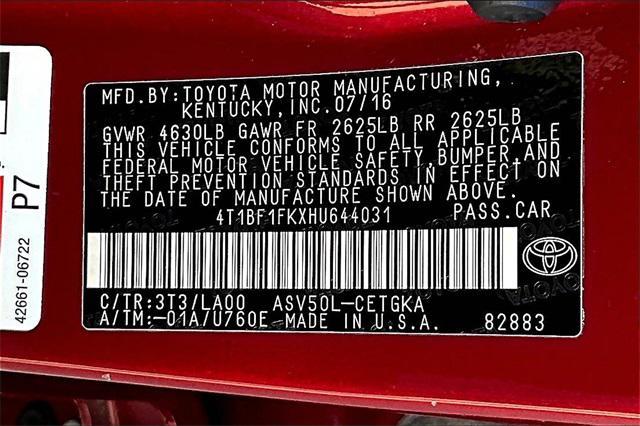 MFD.BY:TOYOTA MOTOR MANUFACTURING,
KENTUCKY,INC.07/16
GVWR 4630LB GAWR FR 2625LB RR 2625LB
THIS VEHICLE CONFORMS TO ALL APPLICABLE
FEDERAL MOTOR VEHICLE SAFETY,BUMPER,AND
THEFT PREVENTION STANDARDS IN EFFECT ON
THE DATE OF MANUFACTURE SHOWN ABOVE.
4T1BF1FKXHU644031 PASS.CAR
C/TR:3T3/LA00 ASV50L-CETGKA
A/TM:-01A/U760E-MADE IN U.S.A. 82883
P7
42661-06722